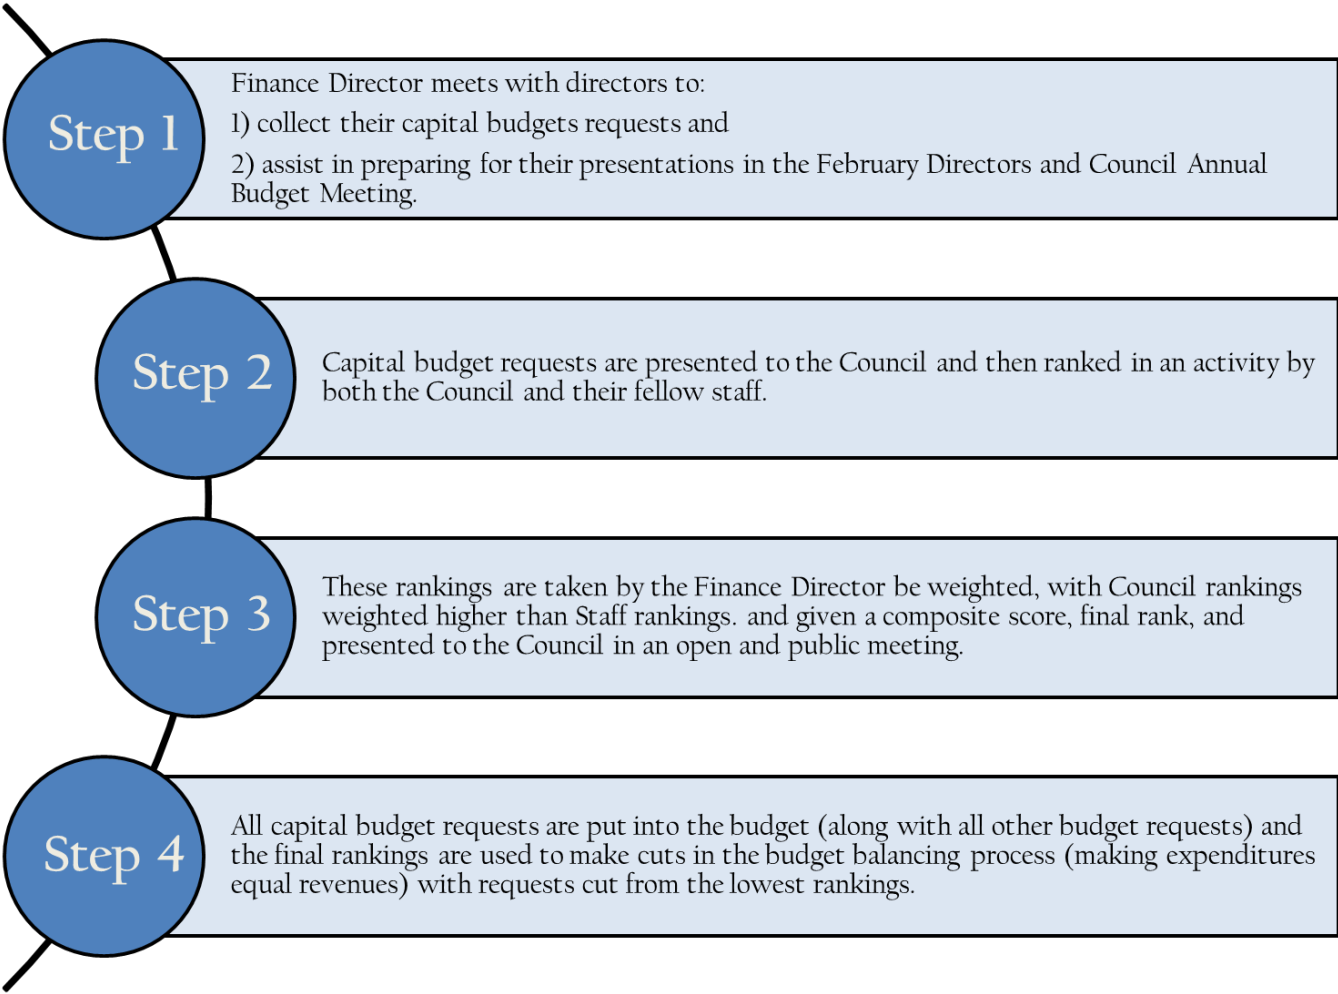 Step 1
Finance Director meets with directors to:
1) collect their capital budgets requests and
2) assist in preparing for their presentations in the February Directors and Council Annual
Budget Meeting.
Step 2
Capital budget requests are presented to the Council and then ranked in an activity by
both the Council and their fellow staff.
Step 3
These rankings are taken by the Finance Director be weighted, with Council rankings
weighted higher than Staff rankings. and given a composite score, final rank, and
presented to the Council in an open and public meeting.
Step 4
All capital budget requests are put into the budget (along with all other budget requests) and
the final rankings are used to make cuts in the budget balancing process (making expenditures
equal revenues) with requests cut from the lowest rankings.